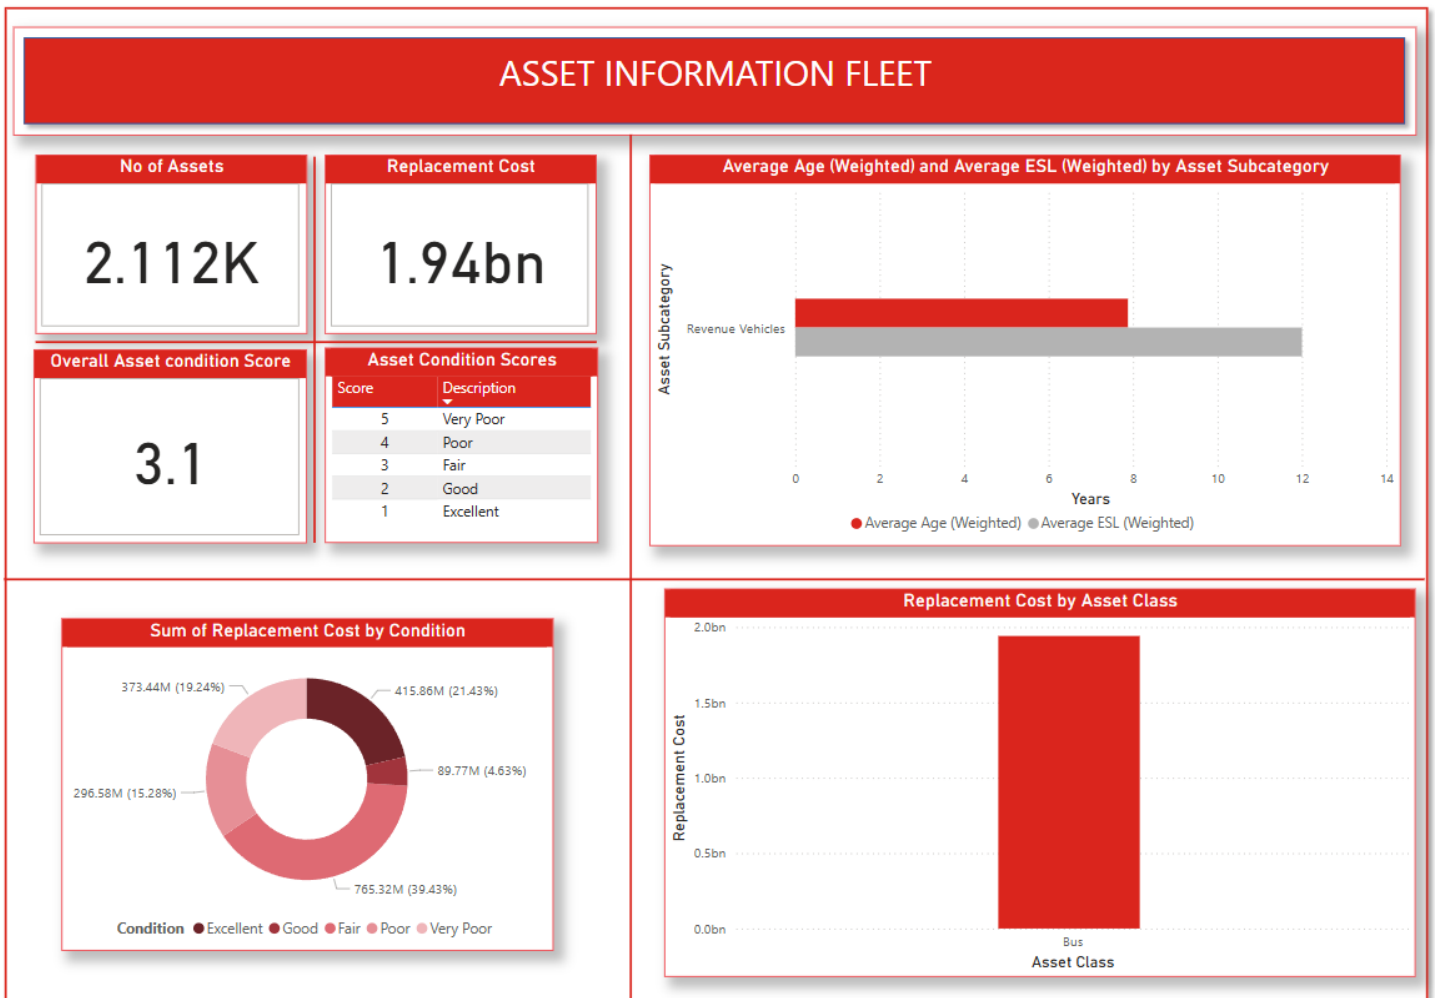 ASSET INFORMATION FLEET
No of Assets
2.112K
Replacement Cost
1.94bn
Overall Asset condition Score
3.1
Asset Condition Scores
Score Description
5 Very Poor
4 Poor
3 Fair
2 Good
1 Excellent
Average Age (Weighted) and Average ESL (Weighted) by Asset Subcategory
Asset Subcategory
Revenue Vehicles
0 2 4 6 8 10 12 14
Years
Average Age (Weighted) Average ESL (Weighted)
Sum of Replacement Cost by Condition
373.44M (19.24%)
415.86M (21.43%)
89.77M (4.63%)
296.58M (15.28%)
765.32M (39.43%)
Condition Excellent Good Fair Poor Very Poor
Replacement Cost by Asset Class
Replacement Cost
2.0bn
1.5bn
1.0bn
0.5bn
0.0bn
Bus
Asset Class